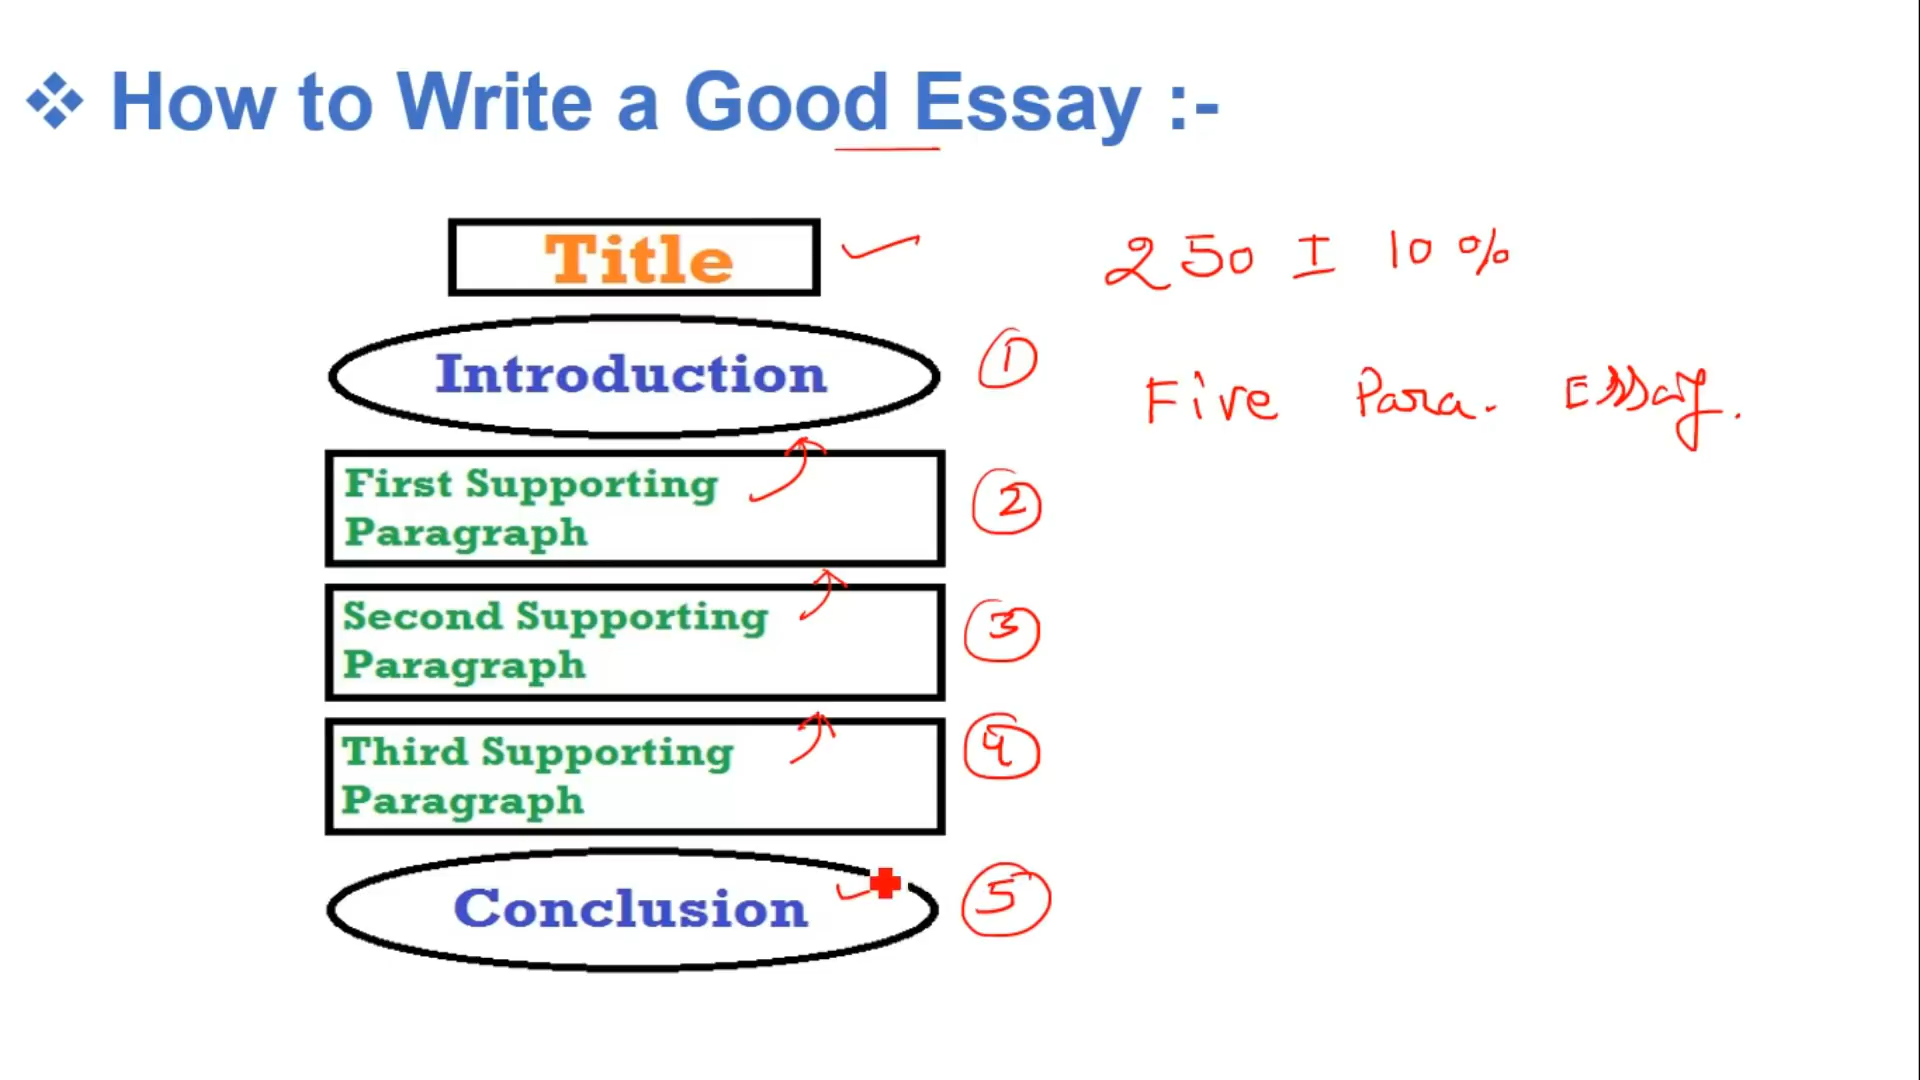 ❖ How to Write a Good Essay :-
Title
250 ± 10 %
Introduction
1
Five Para. Essay.
First Supporting
Paragraph
2
Second Supporting
Paragraph
3
Third Supporting
Paragraph
4
Conclusion
5